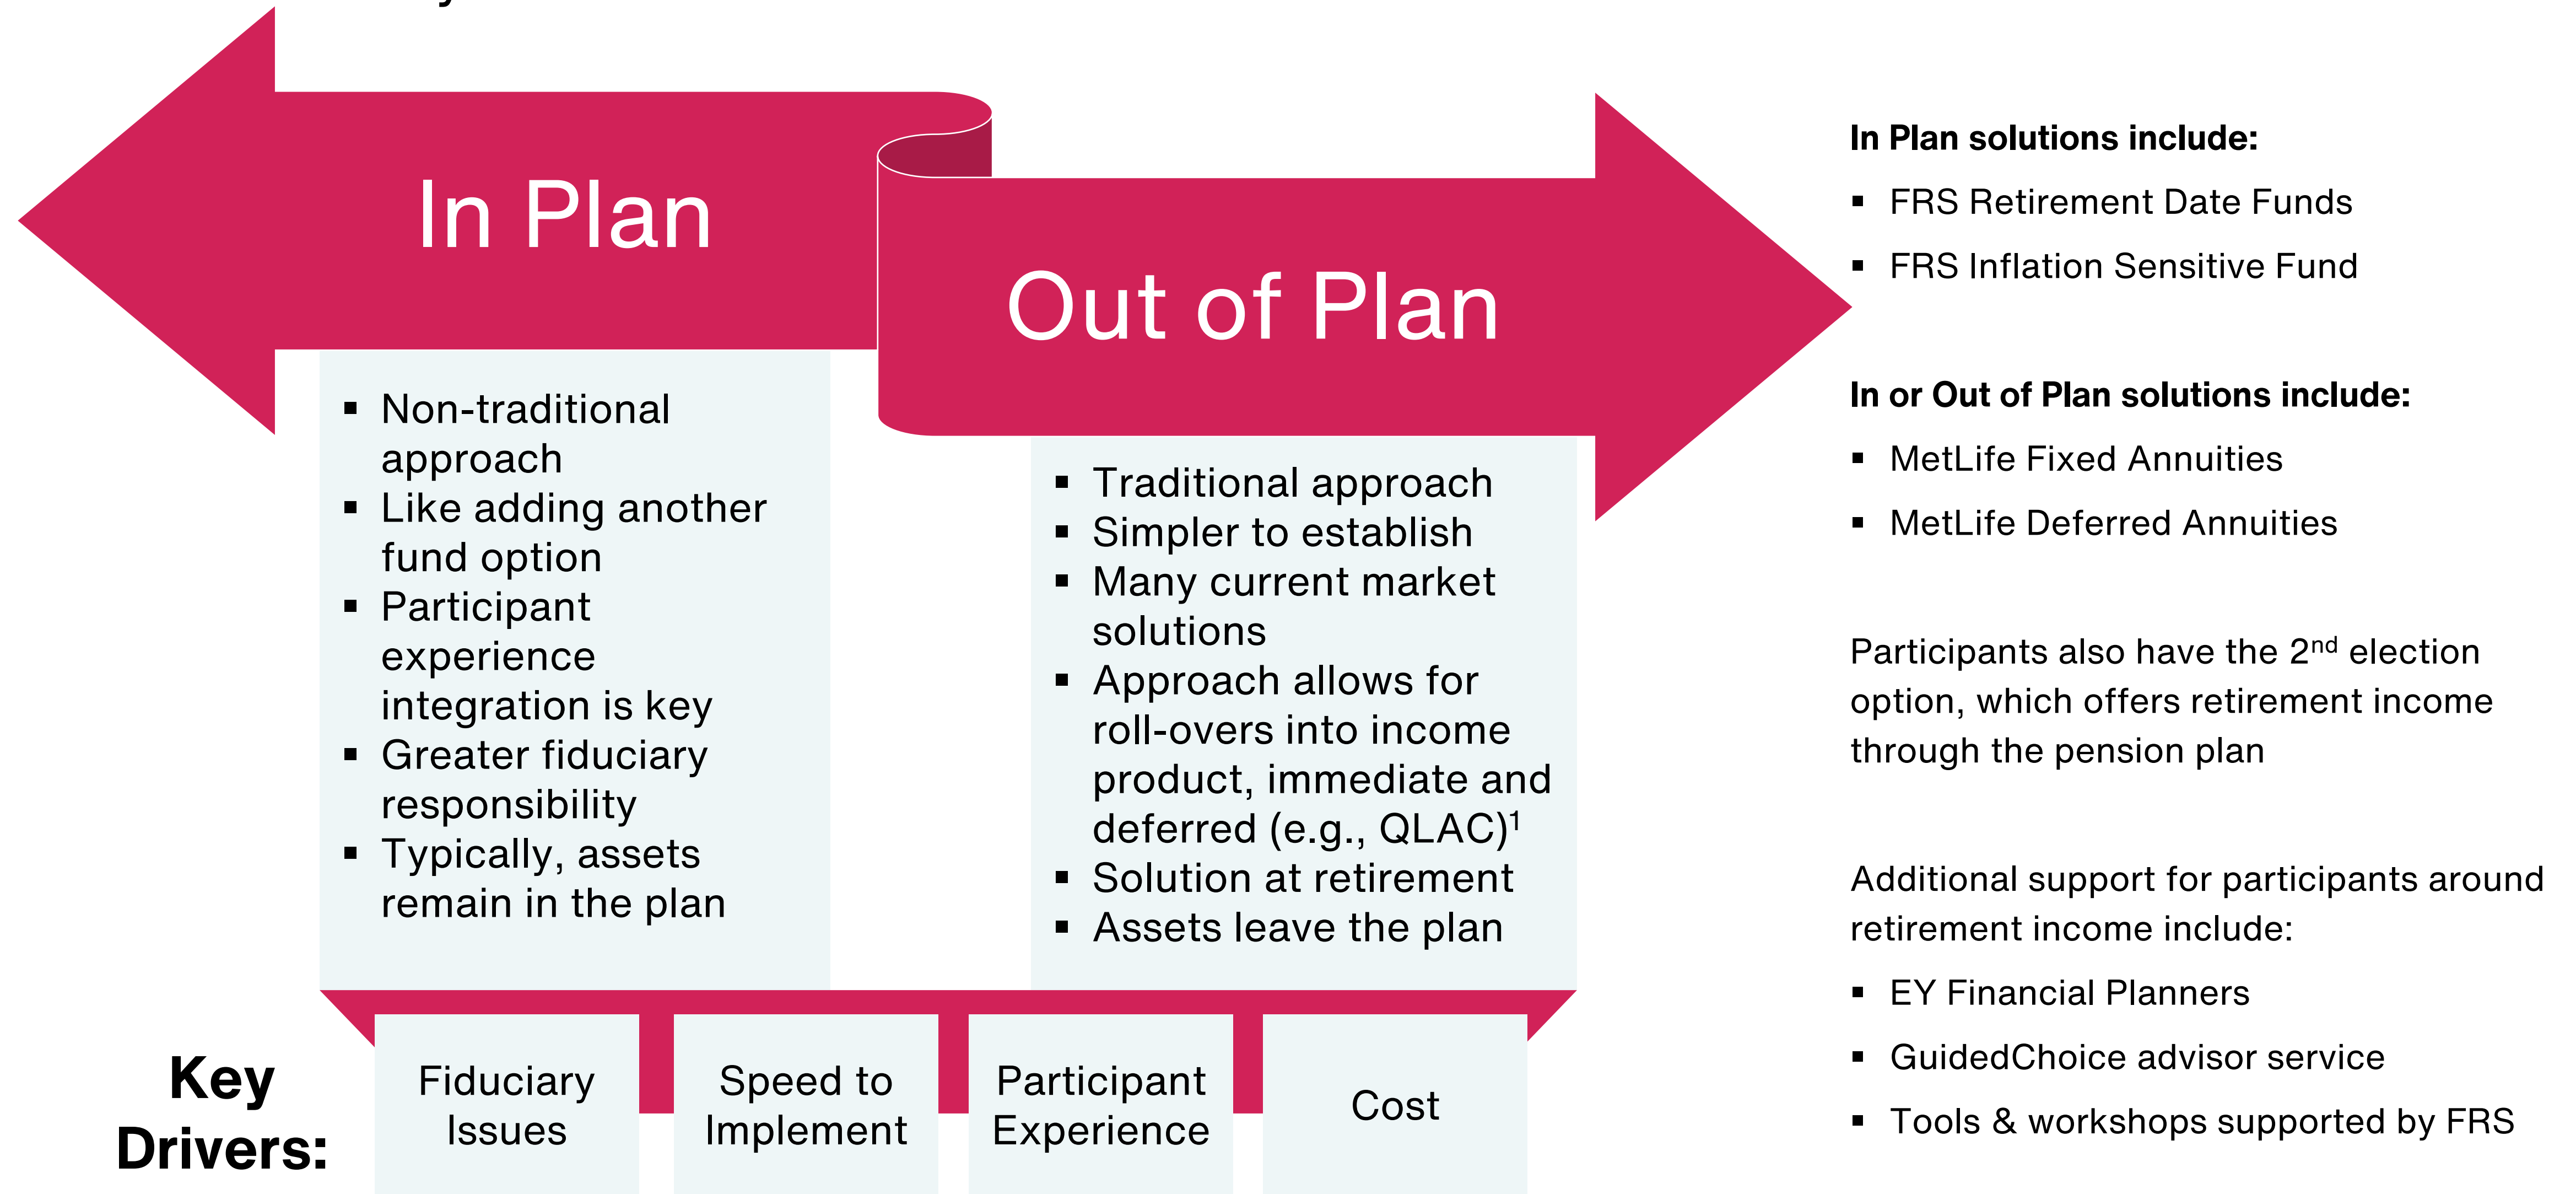 In Plan
▪ Non-traditional
approach
▪ Like adding another
fund option
▪ Participant
experience
integration is key
▪ Greater fiduciary
responsibility
▪ Typically, assets
remain in the plan
Out of Plan
▪ Traditional approach
▪ Simpler to establish
▪ Many current market
solutions
▪ Approach allows for
roll-overs into income
product, immediate and
deferred (e.g., QLAC)¹
▪ Solution at retirement
▪ Assets leave the plan
Key
Drivers:
Fiduciary
Issues
Speed to
Implement
Participant
Experience
Cost
In Plan solutions include:
▪ FRS Retirement Date Funds
▪ FRS Inflation Sensitive Fund
In or Out of Plan solutions include:
▪ MetLife Fixed Annuities
▪ MetLife Deferred Annuities
Participants also have the 2nd election
option, which offers retirement income
through the pension plan
Additional support for participants around
retirement income include:
▪ EY Financial Planners
▪ GuidedChoice advisor service
▪ Tools & workshops supported by FRS